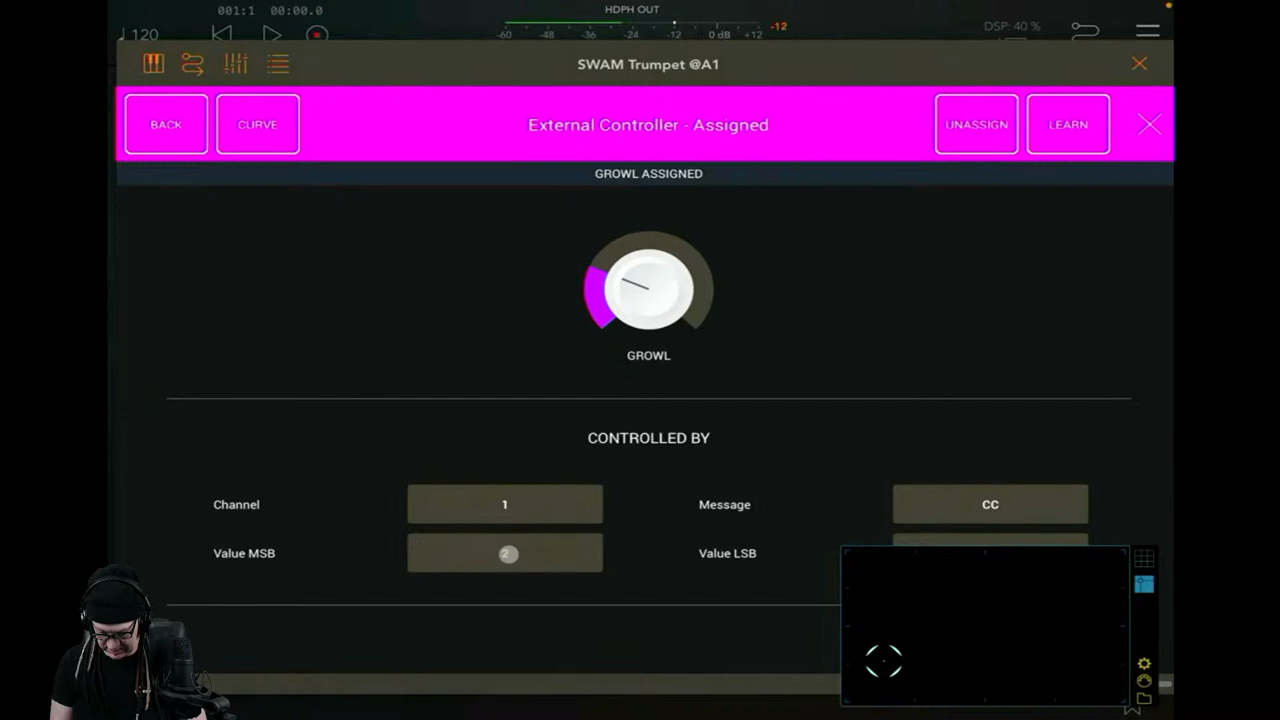 001:1 00:00.0
HDPH OUT
120
-60 -48 -36 -24 -12 0 dB +12
-12
DSP: 40 %
SWAM Trumpet @A1
BACK
CURVE
External Controller - Assigned
UNASSIGN
LEARN
GROWL ASSIGNED
GROWL
CONTROLLED BY
Channel
1
Message
CC
Value MSB
2
Value LSB